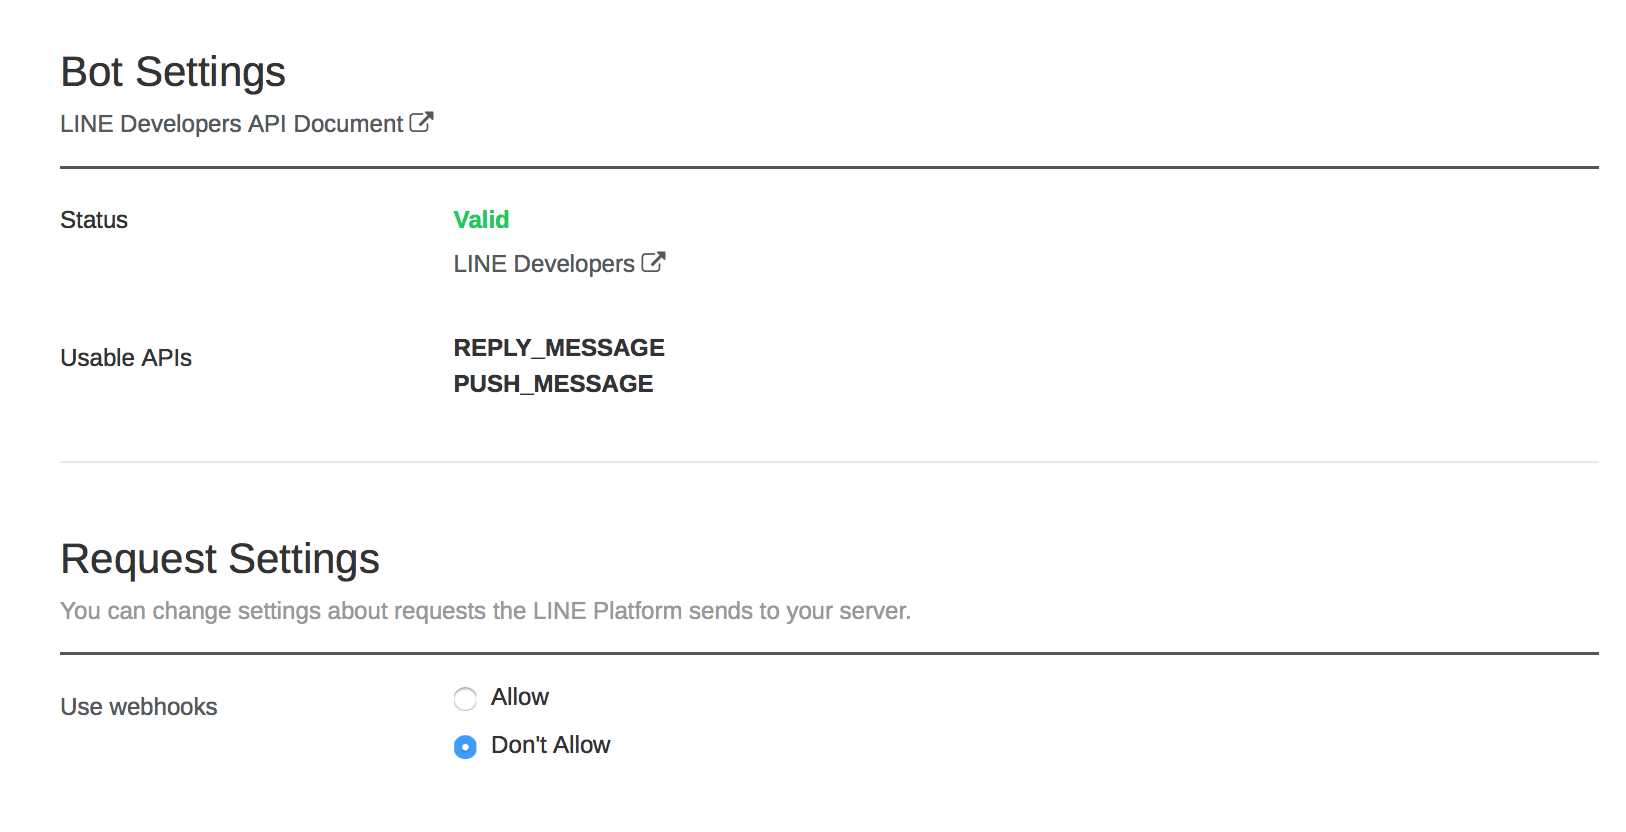 Bot Settings
LINE Developers API Document
Status
Valid
LINE Developers
Usable APIs
REPLY_MESSAGE
PUSH_MESSAGE
Request Settings
You can change settings about requests the LINE Platform sends to your server.
Use webhooks
Allow
Don't Allow